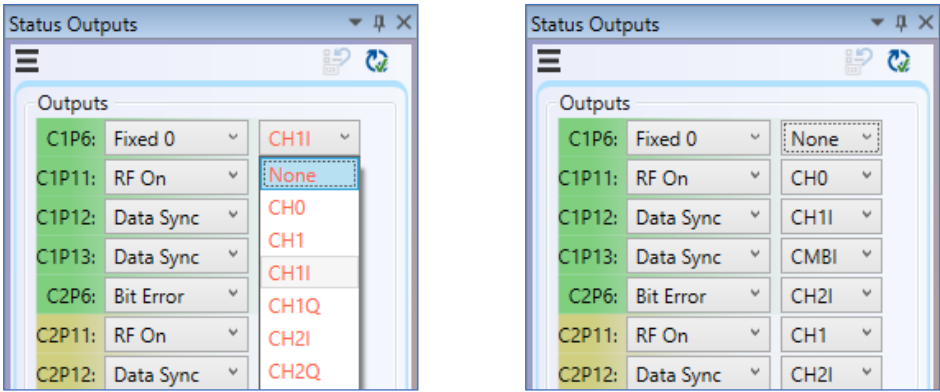 Status Outputs
Outputs
C1P6: Fixed 0 CH1I
C1P11: RF On
C1P12: Data Sync
C1P13: Data Sync
C2P6: Bit Error
C2P11: RF On
C2P12: Data Sync
None
CH0
CH1
CH1I
CH1Q
CH2I
CH2Q
Status Outputs
Outputs
C1P6: Fixed 0 None
C1P11: RF On CH0
C1P12: Data Sync CH1I
C1P13: Data Sync CMBI
C2P6: Bit Error CH2I
C2P11: RF On CH1
C2P12: Data Sync CH2I